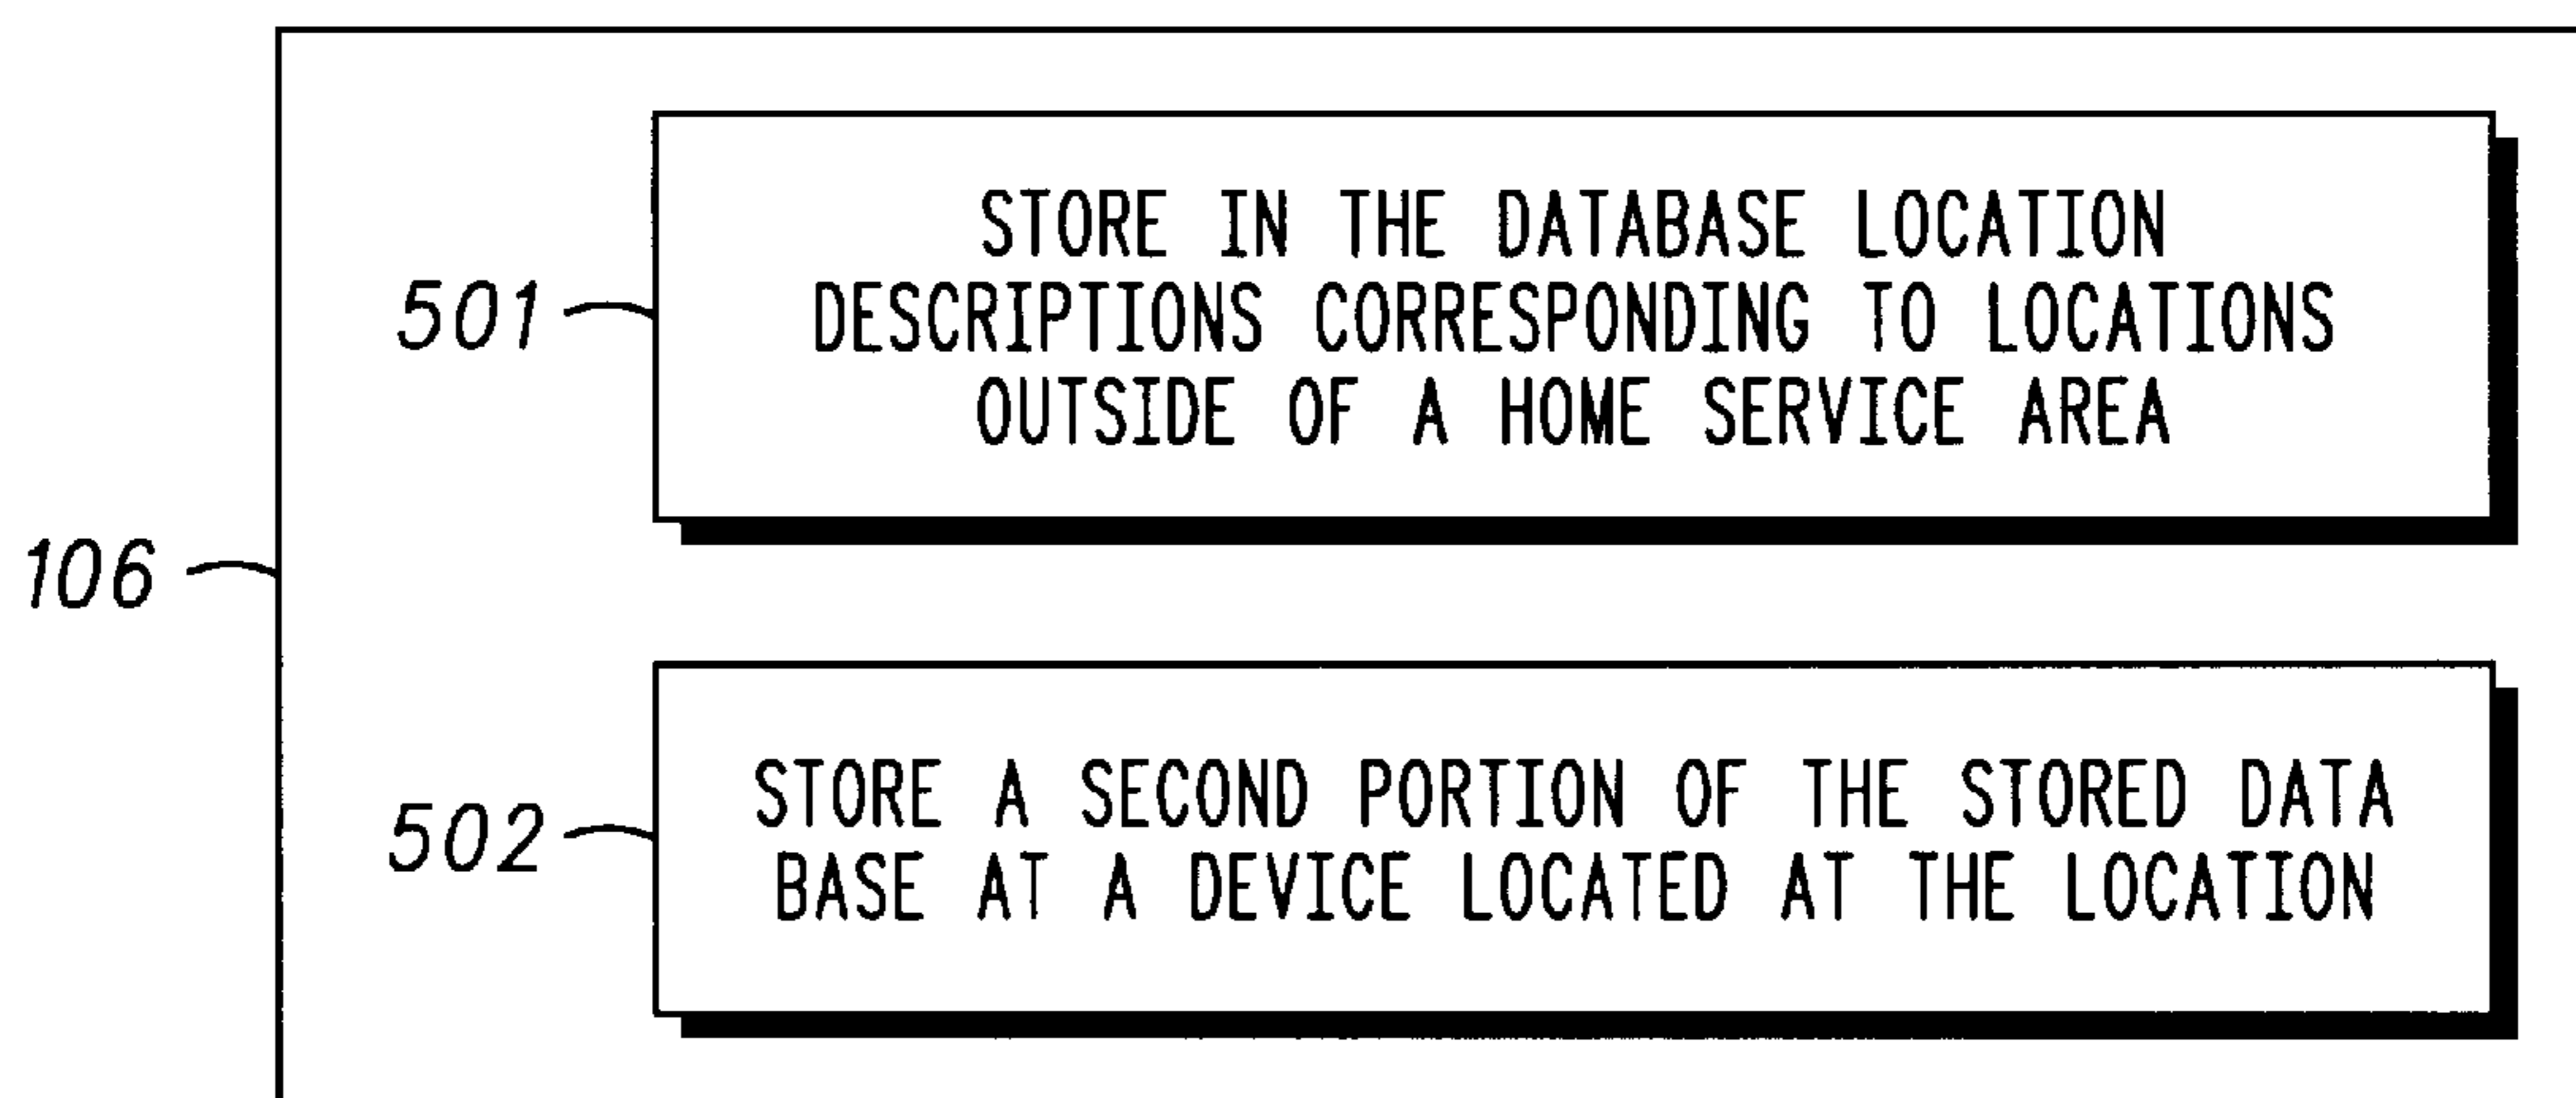 STORE IN THE DATABASE LOCATION
DESCRIPTIONS CORRESPONDING TO LOCATIONS
OUTSIDE OF A HOME SERVICE AREA
501
106
STORE A SECOND PORTION OF THE STORED DATA
BASE AT A DEVICE LOCATED AT THE LOCATION
502